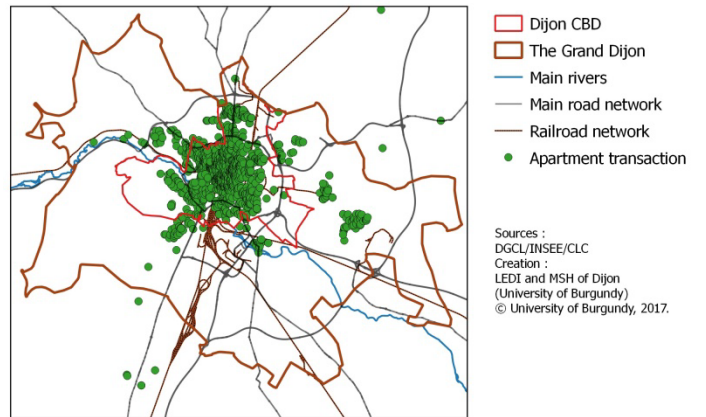 Dijon CBD
The Grand Dijon
Main rivers
Main road network
Railroad network
Apartment transaction
Sources :
DGCL/INSEE/CLC
Creation :
LEDI and MSH of Dijon
(University of Burgundy)
© University of Burgundy, 2017.